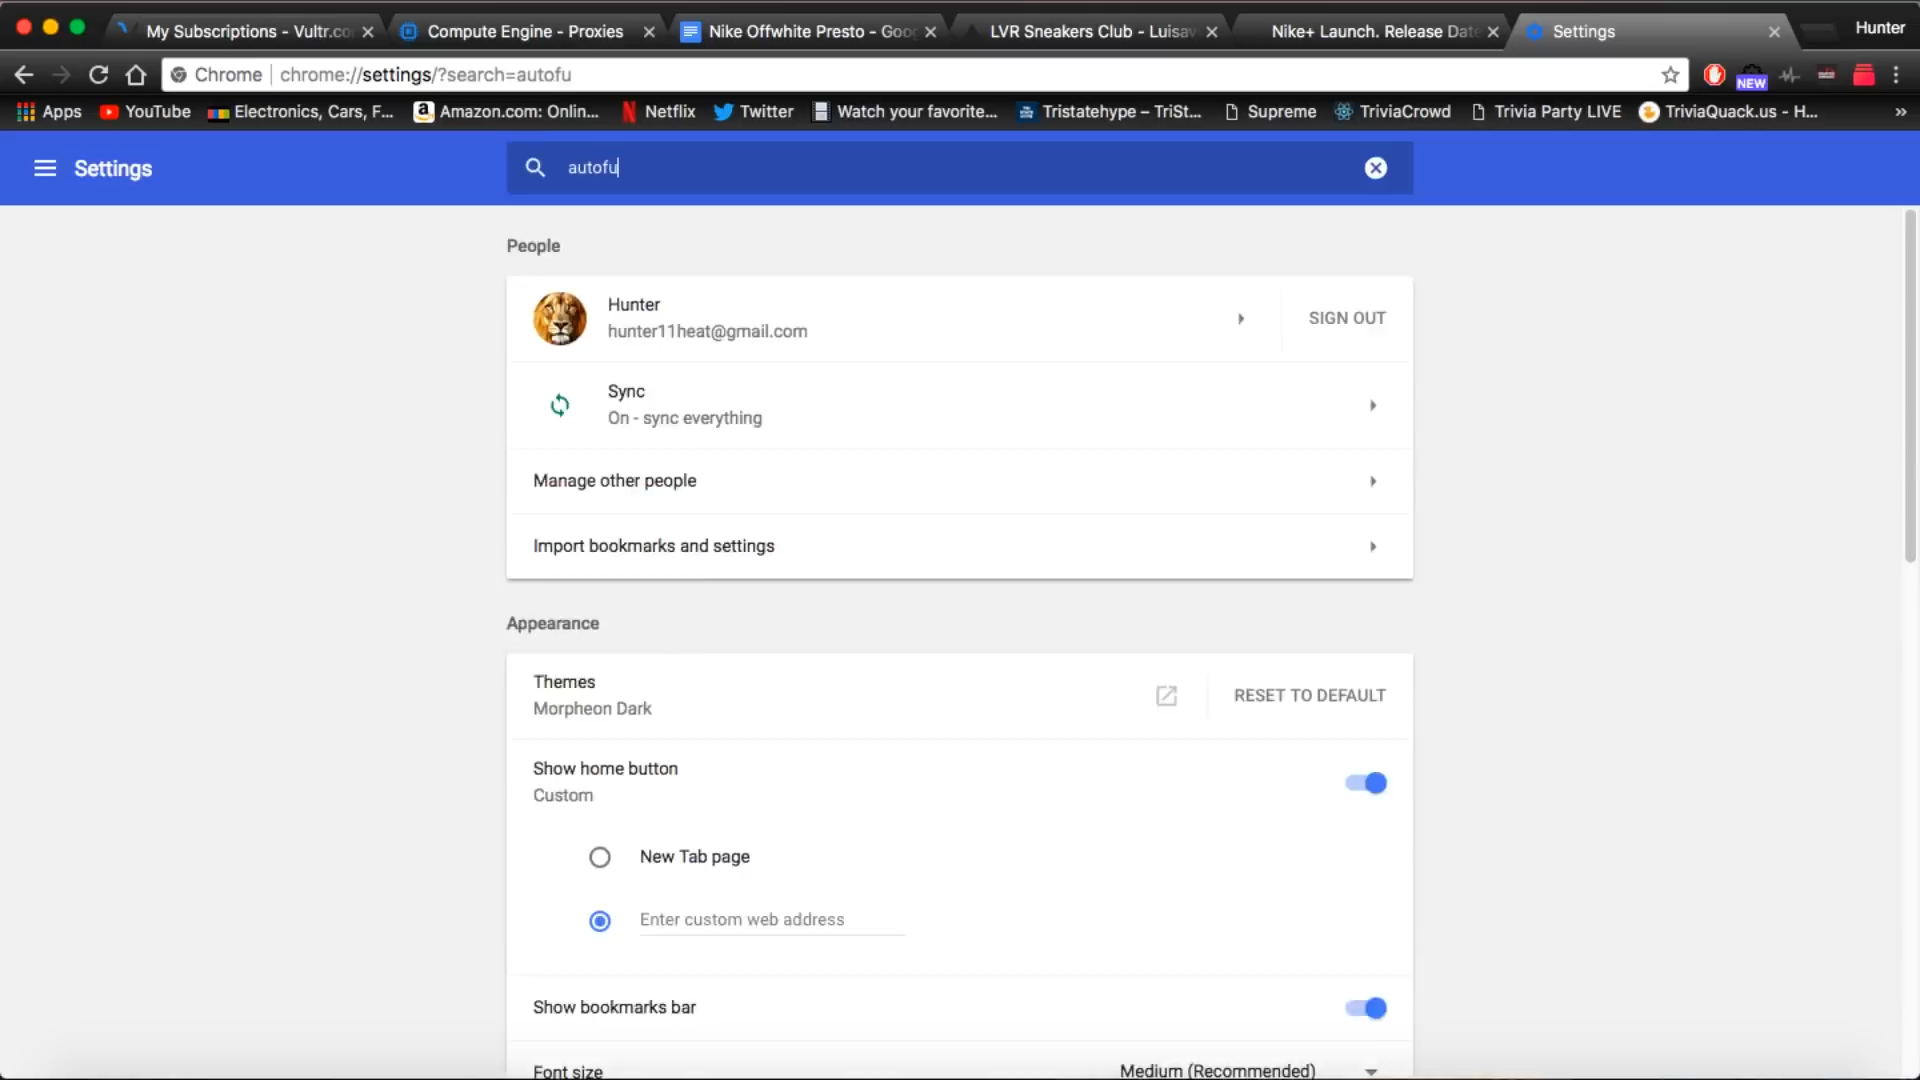 My Subscriptions - Vultr.co
Compute Engine - Proxies
Nike Offwhite Presto - Goo
LVR Sneakers Club - Luisav
Nike+ Launch. Release Date
Settings
Hunter
Chrome
chrome://settings/?search=autofu
NEW
Apps
YouTube
Electronics, Cars, F...
Amazon.com: Onlin...
Netflix
Twitter
Watch your favorite...
Tristatehype – TriSt...
Supreme
TriviaCrowd
Trivia Party LIVE
TriviaQuack.us - H...
»
Settings
autofu
People
Hunter
hunter11heat@gmail.com
SIGN OUT
Sync
On - sync everything
Manage other people
Import bookmarks and settings
Appearance
Themes
Morpheon Dark
RESET TO DEFAULT
Show home button
Custom
New Tab page
Enter custom web address
Show bookmarks bar
Font size
Medium (Recommended)